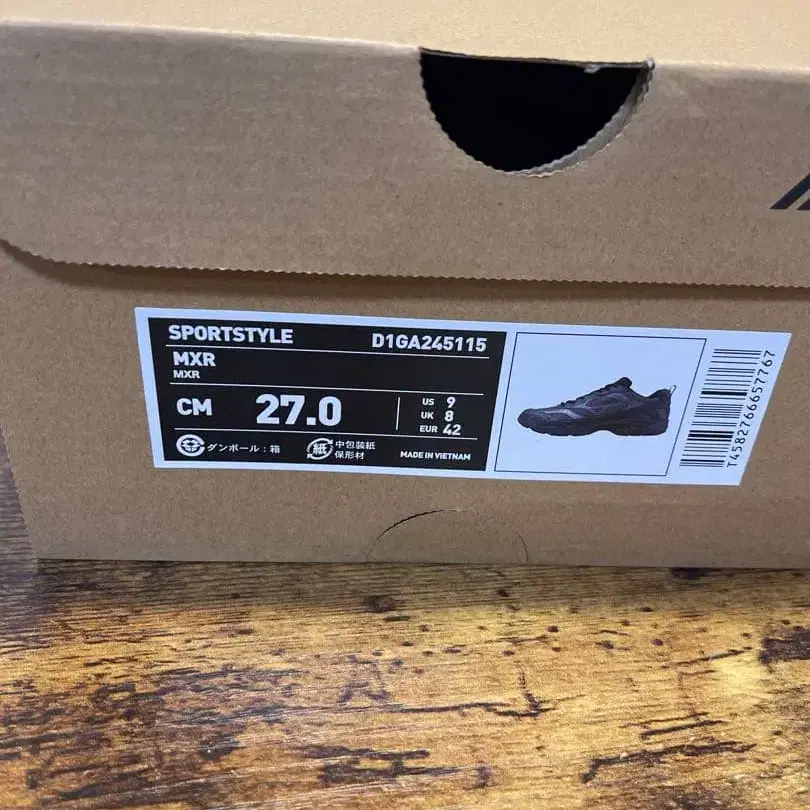 SPORTSTYLE D1GA245115
MXR
MXR
CM 27.0
US 9
UK 8
EUR 42
ダンボール:箱
紙 中包装紙
保形材
MADE IN VIETNAM
T4582766657767